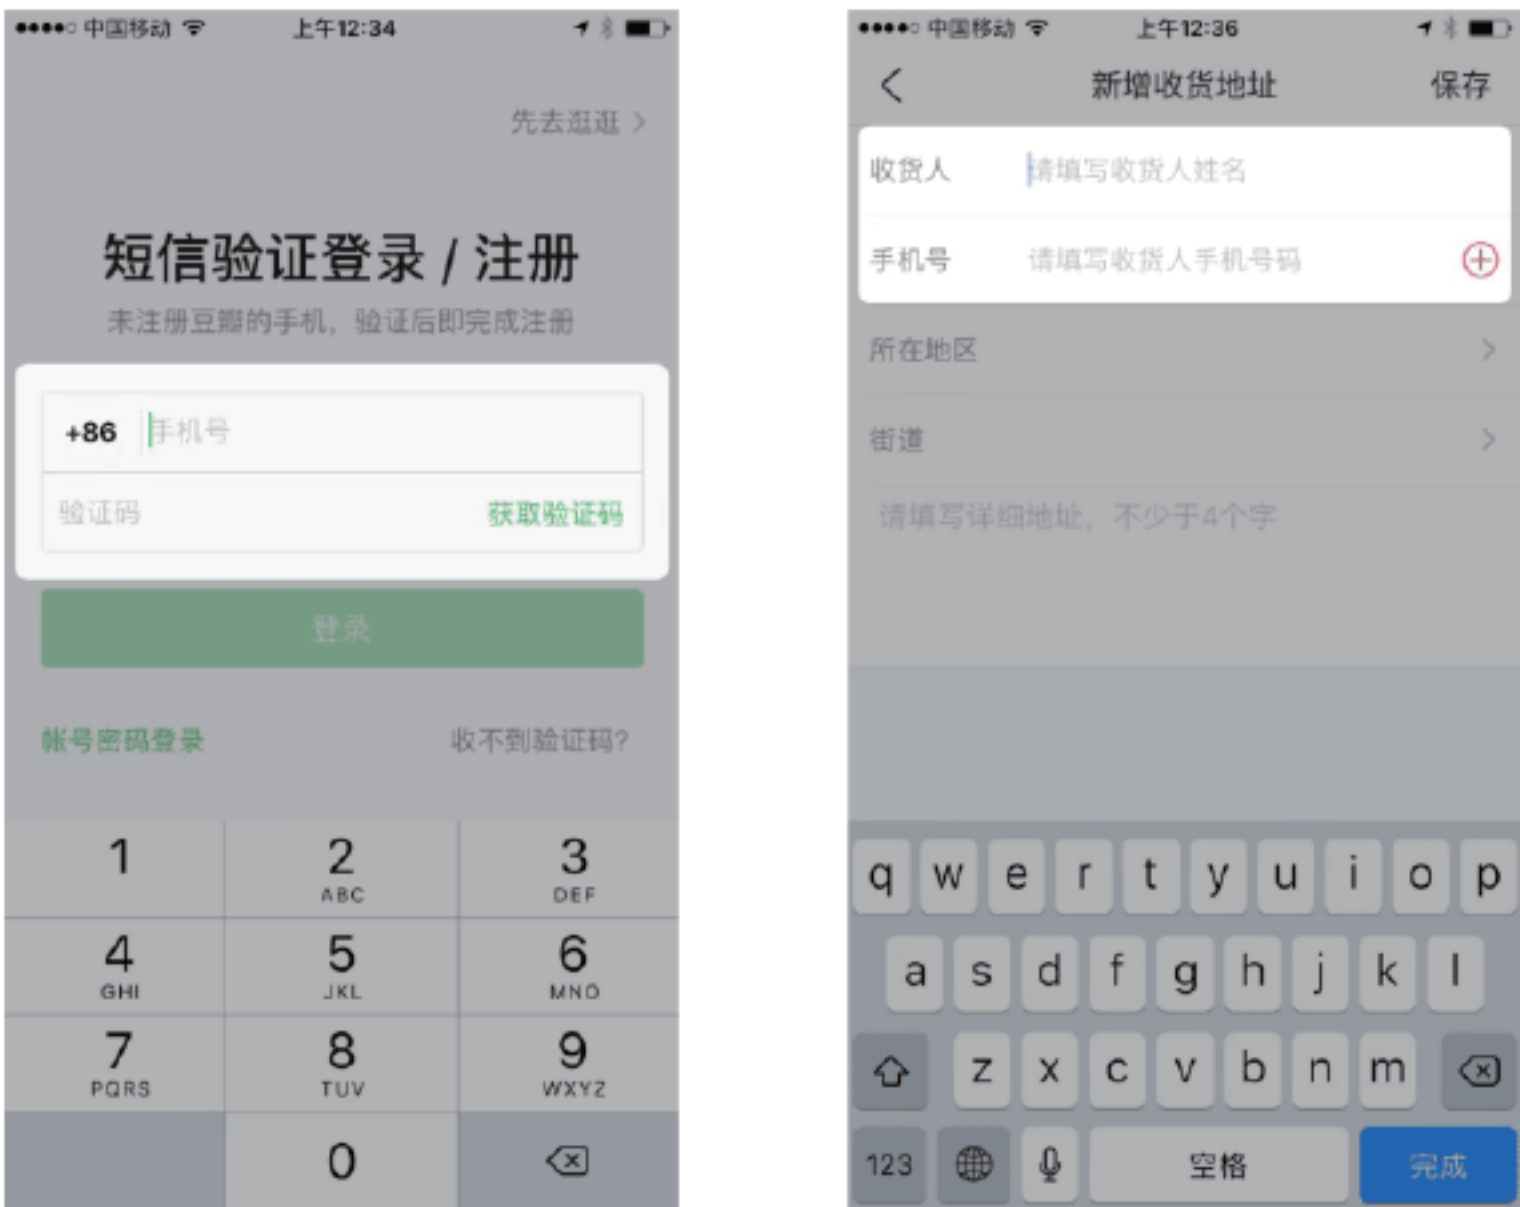 中国移动 上午12:34
先去逛逛
短信验证登录 / 注册
未注册豆瓣的手机，验证后即完成注册
+86 手机号
验证码 获取验证码
登录
帐号密码登录 收不到验证码?
1 2 3
ABC DEF
4 5 6
GHI JKL MNO
7 8 9
PQRS TUV WXYZ
0
中国移动 上午12:36
新增收货地址 保存
收货人 请填写收货人姓名
手机号 请填写收货人手机号码
所在地区
街道
请填写详细地址，不少于4个字
q w e r t y u i o p
a s d f g h j k l
z x c v b n m
123 空格 完成